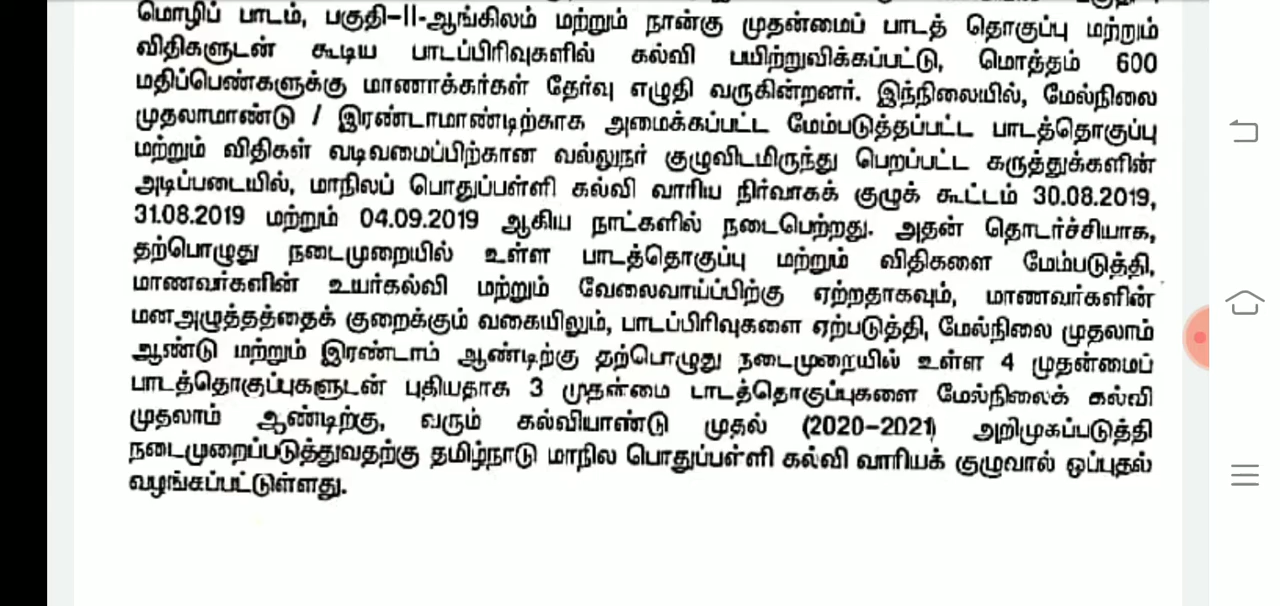 மொழிப் பாடம், பகுதி-II-ஆங்கிலம் மற்றும் நான்கு முதன்மைப் பாடத் தொகுப்பு மற்றும்
விதிகளுடன் கூடிய பாடப்பிரிவுகளில் கல்வி பயிற்றுவிக்கப்பட்டு, மொத்தம் 600
மதிப்பெண்களுக்கு மாணாக்கர்கள் தேர்வு எழுதி வருகின்றனர். இந்நிலையில், மேல்நிலை
முதலாமாண்டு / இரண்டாமாண்டிற்காக அமைக்கப்பட்ட மேம்படுத்தப்பட்ட பாடத்தொகுப்பு
மற்றும் விதிகள் வடிவமைப்பிற்கான வல்லுநர் குழுவிடமிருந்து பெறப்பட்ட கருத்துக்களின்
அடிப்படையில், மாநிலப் பொதுப்பள்ளி கல்வி வாரிய நிர்வாகக் குழுக் கூட்டம் 30.08.2019,
31.08.2019 மற்றும் 04.09.2019 ஆகிய நாட்களில் நடைபெற்றது. அதன் தொடர்ச்சியாக,
தற்பொழுது நடைமுறையில் உள்ள பாடத்தொகுப்பு மற்றும் விதிகளை மேம்படுத்தி,
மாணவர்களின் உயர்கல்வி மற்றும் வேலைவாய்ப்பிற்கு ஏற்றதாகவும், மாணவர்களின்
மனஅழுத்தத்தைக் குறைக்கும் வகையிலும், பாடப்பிரிவுகளை ஏற்படுத்தி, மேல்நிலை முதலாம்
ஆண்டு மற்றும் இரண்டாம் ஆண்டிற்கு தற்பொழுது நடைமுறையில் உள்ள 4 முதன்மைப்
பாடத்தொகுப்புகளுடன் புதியதாக 3 முதன்மை பாடத்தொகுப்புகளை மேல்நிலைக் கல்வி
முதலாம் ஆண்டிற்கு, வரும் கல்வியாண்டு முதல் (2020-2021) அறிமுகப்படுத்தி
நடைமுறைப்படுத்துவதற்கு தமிழ்நாடு மாநில பொதுப்பள்ளி கல்வி வாரியக் குழுவால் ஒப்புதல்
வழங்கப்பட்டுள்ளது.